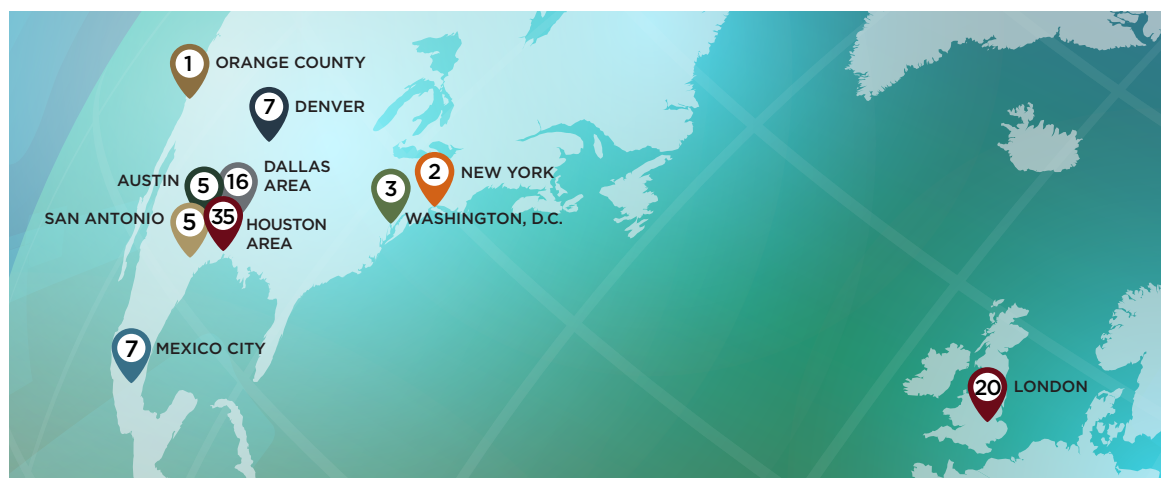 1
ORANGE COUNTY
7
DENVER
AUSTIN
5
16
DALLAS
AREA
3
2
NEW YORK
WASHINGTON, D.C.
SAN ANTONIO
5
35
HOUSTON
AREA
7
MEXICO CITY
20
LONDON